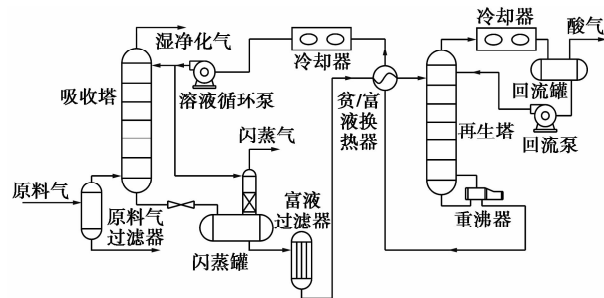 湿净化气
冷却器
冷却器
酸气
吸收塔
溶液循环泵
贫/富
液换
热器
回流罐
再生塔
回流泵
闪蒸气
原料气
原料气
过滤器
富液
过滤器
重沸器
闪蒸罐